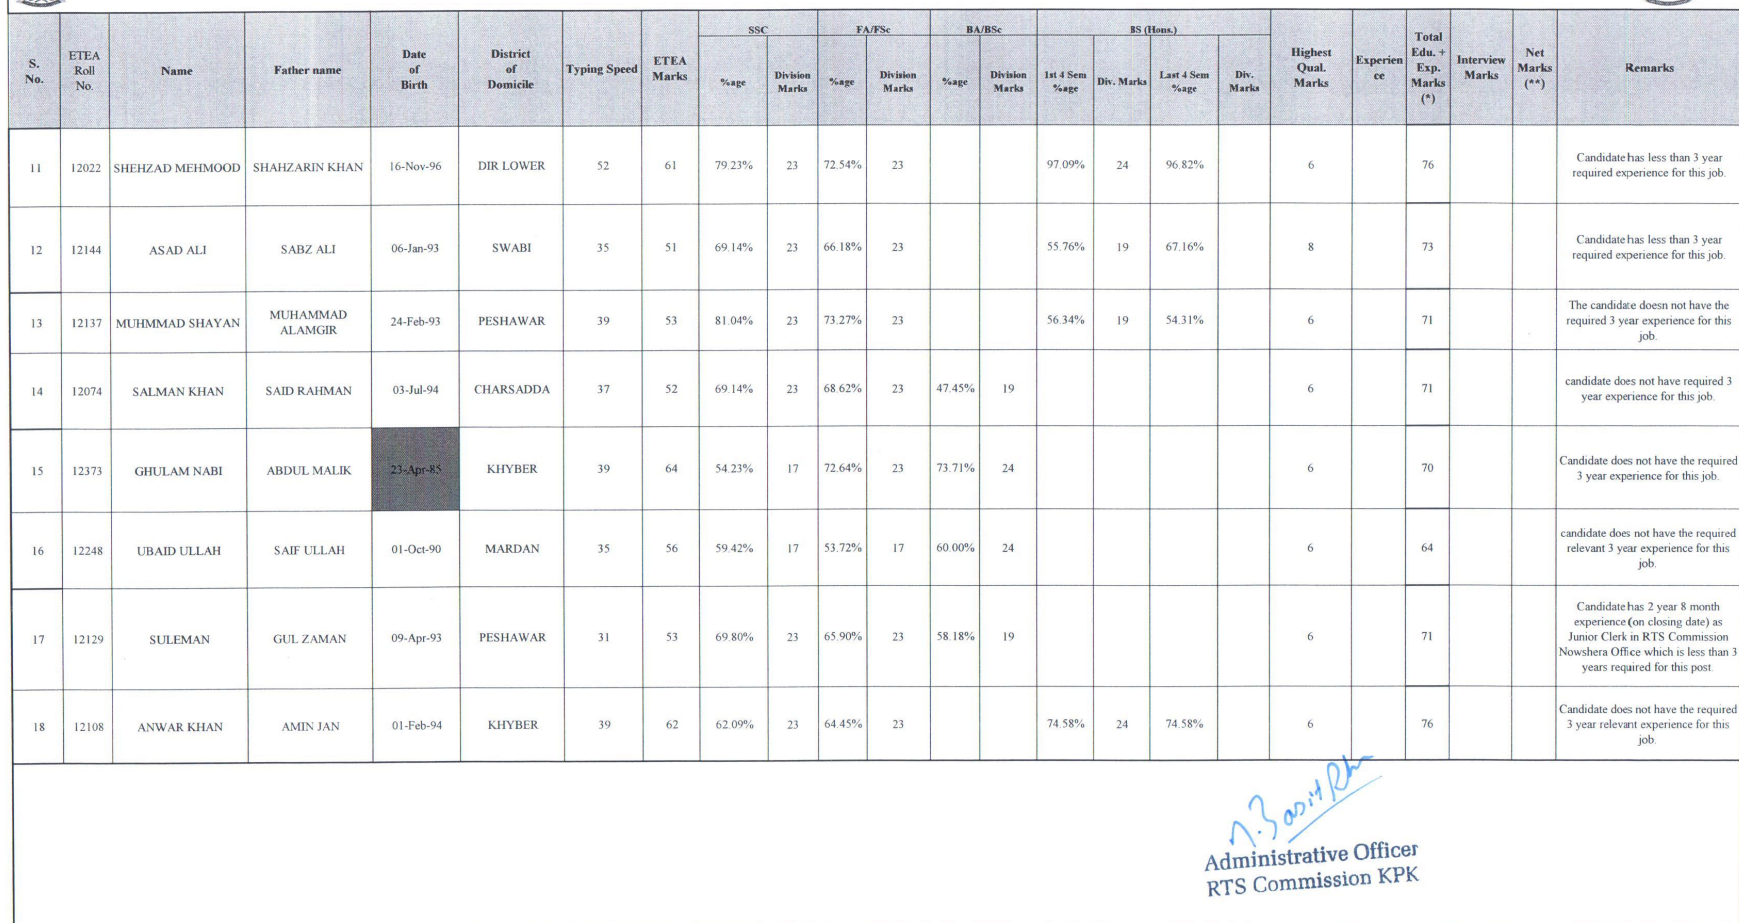 SSC FA/FSc BA/BSc BS (Hons.)
S. No. ETEA Roll No. Name Father name Date of Birth District of Domicile Typing Speed ETEA Marks %age Division Marks %age Division Marks %age Division Marks 1st 4 Sem %age Div. Marks Last 4 Sem %age Div. Marks Highest Qual. Marks Experien ce Total Edu. + Exp. Marks (*) Interview Marks Net Marks (**) Remarks
11 12022 SHEHZAD MEHMOOD SHAHZARIN KHAN 16-Nov-96 DIR LOWER 52 61 79.23% 23 72.54% 23 97.09% 24 96.82% 6 76 Candidate has less than 3 year required experience for this job.
12 12144 ASAD ALI SABZ ALI 06-Jan-93 SWABI 35 51 69.14% 23 66.18% 23 55.76% 19 67.16% 8 73 Candidate has less than 3 year required experience for this job.
13 12137 MUHMMAD SHAYAN MUHAMMAD ALAMGIR 24-Feb-93 PESHAWAR 39 53 81.04% 23 73.27% 23 56.34% 19 54.31% 6 71 The candidate doesn not have the required 3 year experience for this job.
14 12074 SALMAN KHAN SAID RAHMAN 03-Jul-94 CHARSADDA 37 52 69.14% 23 68.62% 23 47.45% 19 6 71 candidate does not have required 3 year experience for this job.
15 12373 GHULAM NABI ABDUL MALIK 23-Apr-85 KHYBER 39 64 54.23% 17 72.64% 23 73.71% 24 6 70 Candidate does not have the required 3 year experience for this job.
16 12248 UBAID ULLAH SAIF ULLAH 01-Oct-90 MARDAN 35 56 59.42% 17 53.72% 17 60.00% 24 6 64 candidate does not have the required relevant 3 year experience for this job.
17 12129 SULEMAN GUL ZAMAN 09-Apr-93 PESHAWAR 31 53 69.80% 23 65.90% 23 58.18% 19 6 71 Candidate has 2 year 8 month experience (on closing date) as Junior Clerk in RTS Commission Nowshera Office which is less than 3 years required for this post.
18 12108 ANWAR KHAN AMIN JAN 01-Feb-94 KHYBER 39 62 62.09% 23 64.45% 23 74.58% 24 74.58% 6 76 Candidate does not have the required 3 year relevant experience for this job.
Administrative Officer
RTS Commission KPK